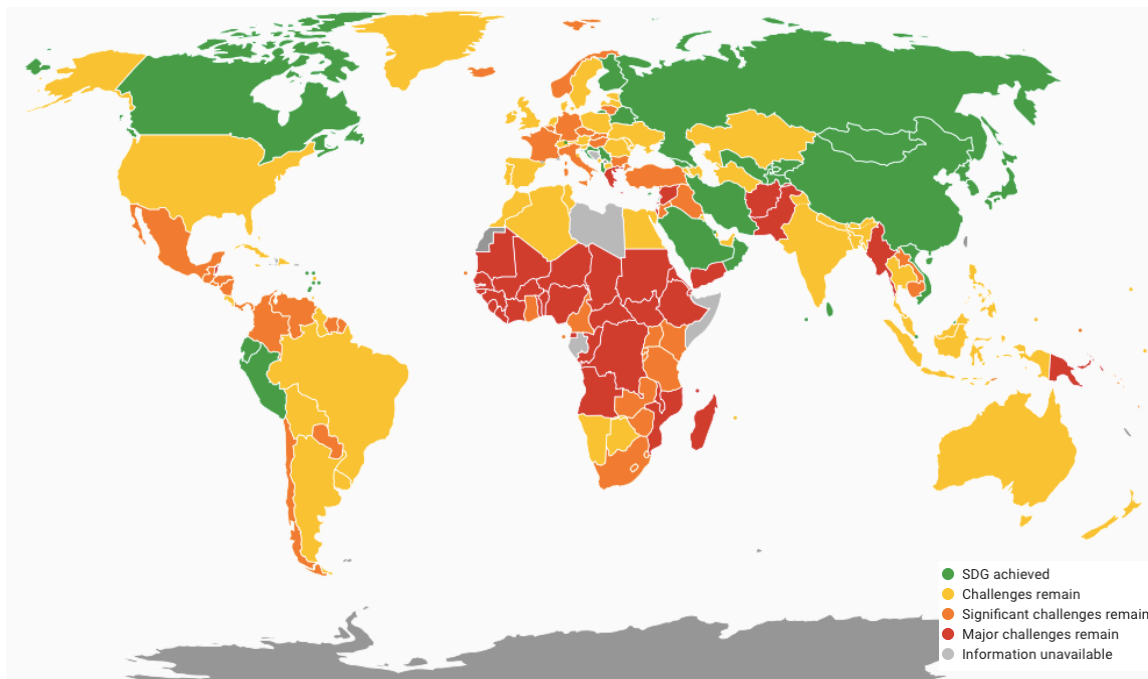 SDG achieved
Challenges remain
Significant challenges remain
Major challenges remain
Information unavailable